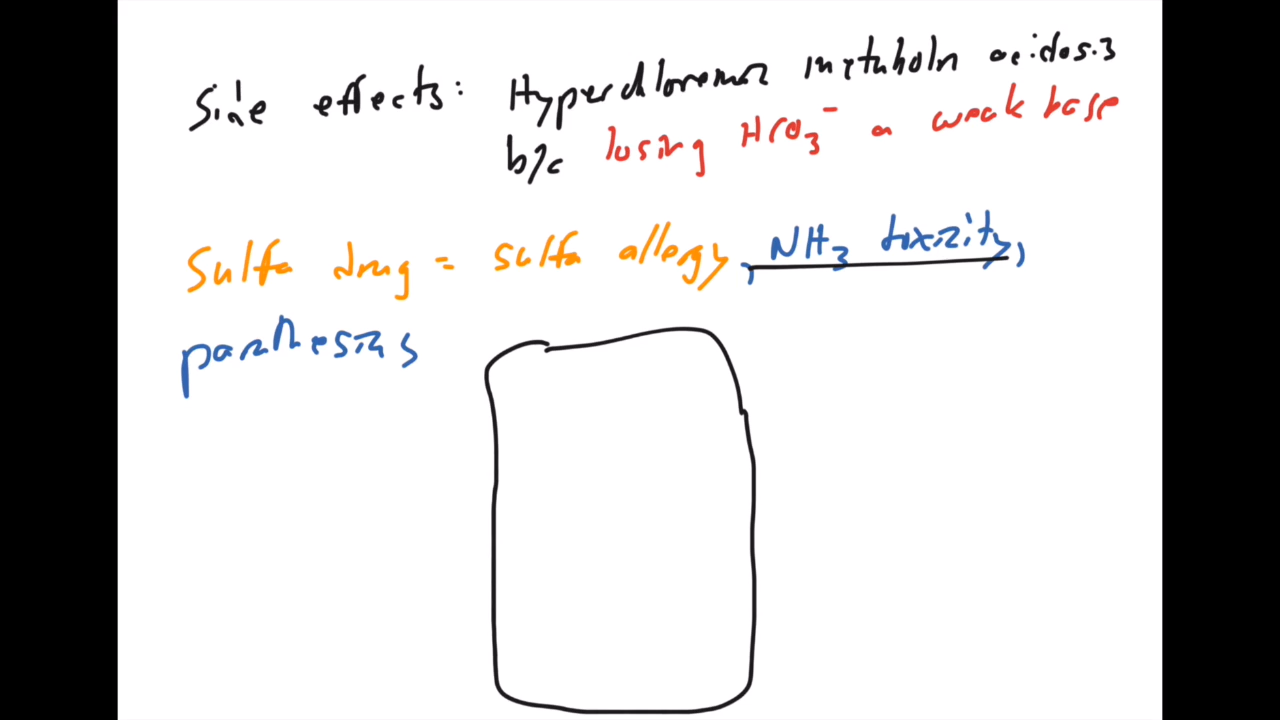 Side effects: Hyperchloremic metabolic acidosis
b/c losing HCO3- a weak base
Sulfa drug = sulfa allergy, NH3 toxicity,
paresthesias